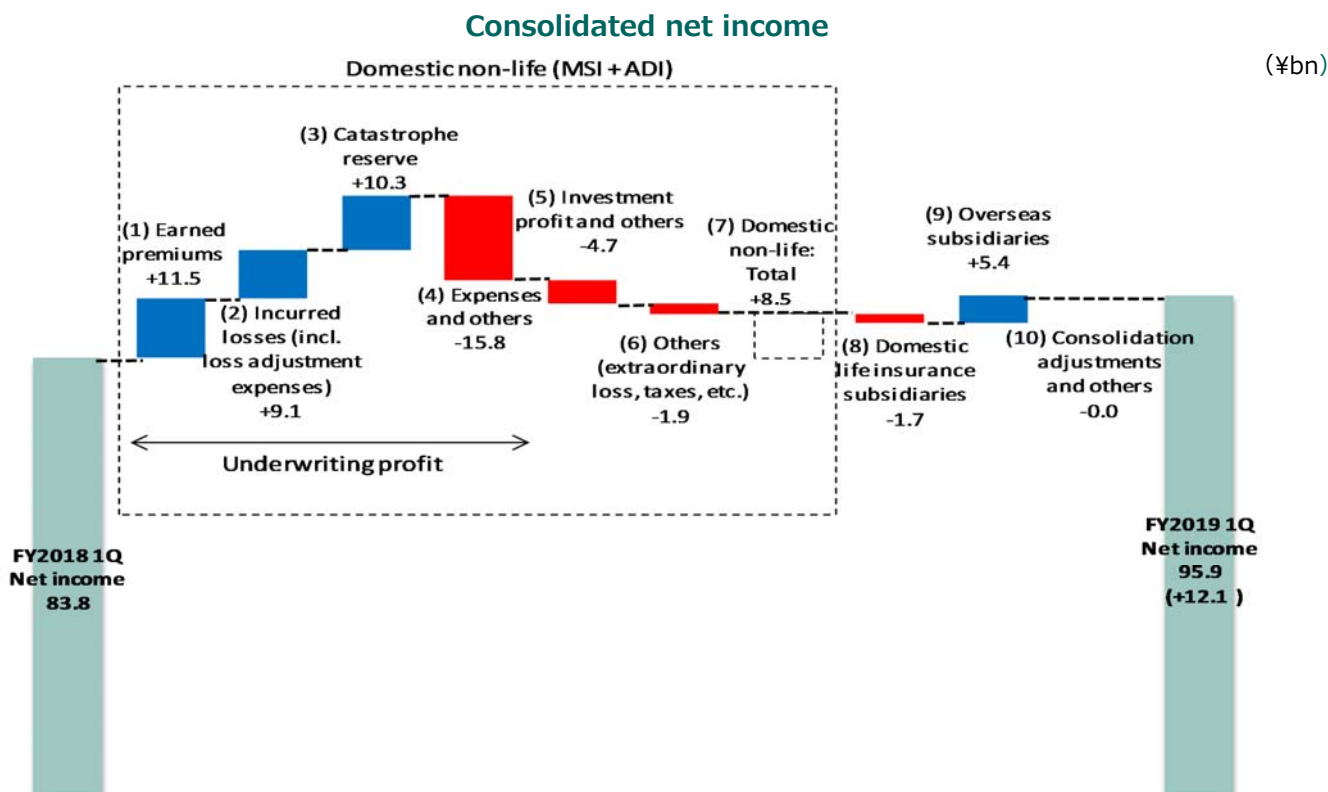 Consolidated net income
(¥bn)
Domestic non-life (MSI + ADI)
(1) Earned
premiums
+11.5
(2) Incurred
losses (incl.
loss adjustment
expenses)
+9.1
(3) Catastrophe
reserve
+10.3
(4) Expenses
and others
-15.8
(5) Investment
profit and others
-4.7
(6) Others
(extraordinary
loss, taxes, etc.)
-1.9
(7) Domestic
non-life:
Total
+8.5
(8) Domestic
life insurance
subsidiaries
-1.7
(9) Overseas
subsidiaries
+5.4
(10) Consolidation
adjustments
and others
-0.0
Underwriting profit
FY2018 1Q
Net income
83.8
FY2019 1Q
Net income
95.9
(+12.1 )